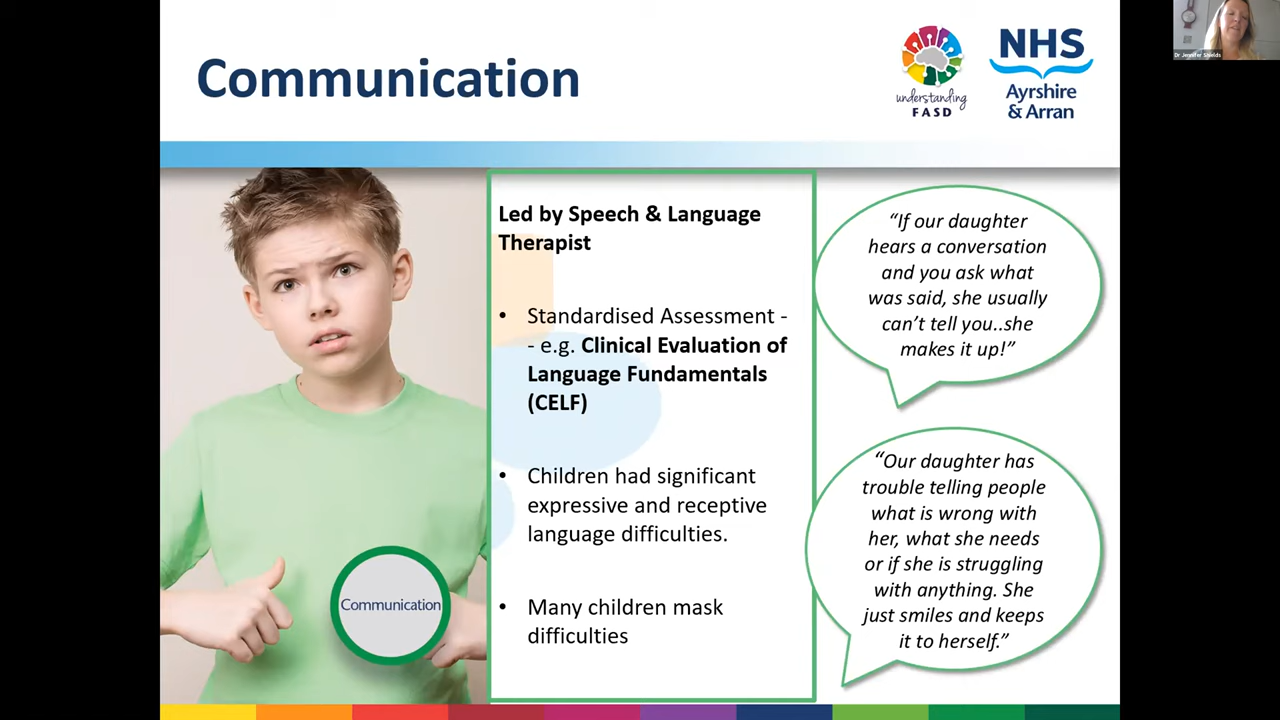 Communication
understanding
FASD
NHS
Ayrshire
& Arran
Dr Jennifer Shields
Led by Speech & Language
Therapist
• Standardised Assessment -
- e.g. Clinical Evaluation of
Language Fundamentals
(CELF)
• Children had significant
expressive and receptive
language difficulties.
• Many children mask
difficulties
Communication
“If our daughter
hears a conversation
and you ask what
was said, she usually
can’t tell you..she
makes it up!”
“Our daughter has
trouble telling people
what is wrong with
her, what she needs
or if she is struggling
with anything. She
just smiles and keeps
it to herself.”